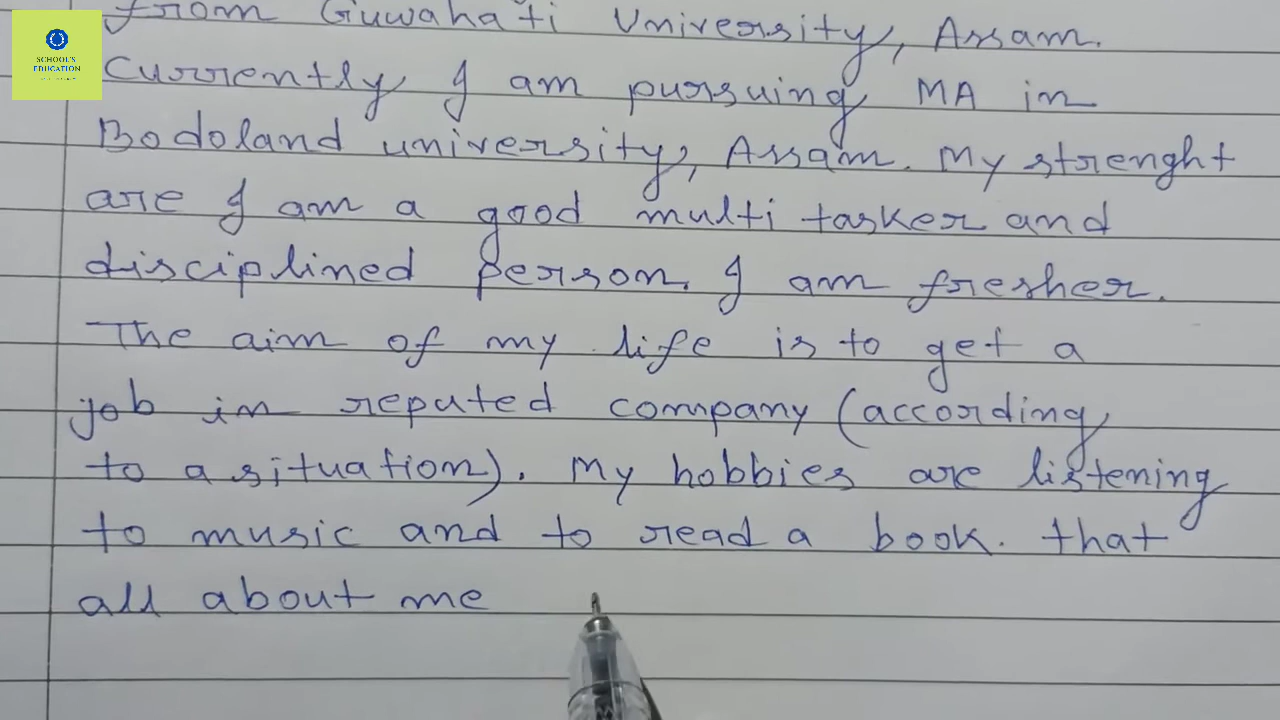 SCHOOL'S
EDUCATION
from Guwahati University, Assam.
Currently I am pursuing MA in
Bodoland university, Assam. My strenght
are I am a good multi tasker and
disciplined person. I am fresher.
The aim of my life is to get a
job in reputed company (according
to a situation). My hobbies are listening
to music and to read a book. that
all about me